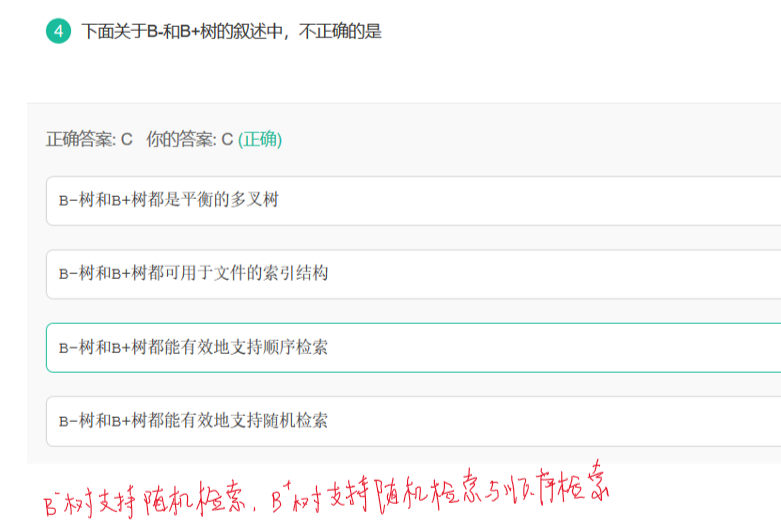 4 下面关于B-和B+树的叙述中，不正确的是
正确答案: C 你的答案: C (正确)
B-树和B+树都是平衡的多叉树
B-树和B+树都可用于文件的索引结构
B-树和B+树都能有效地支持顺序检索
B-树和B+树都能有效地支持随机检索
B⁻树支持随机检索，B⁺树支持随机检索与顺序检索